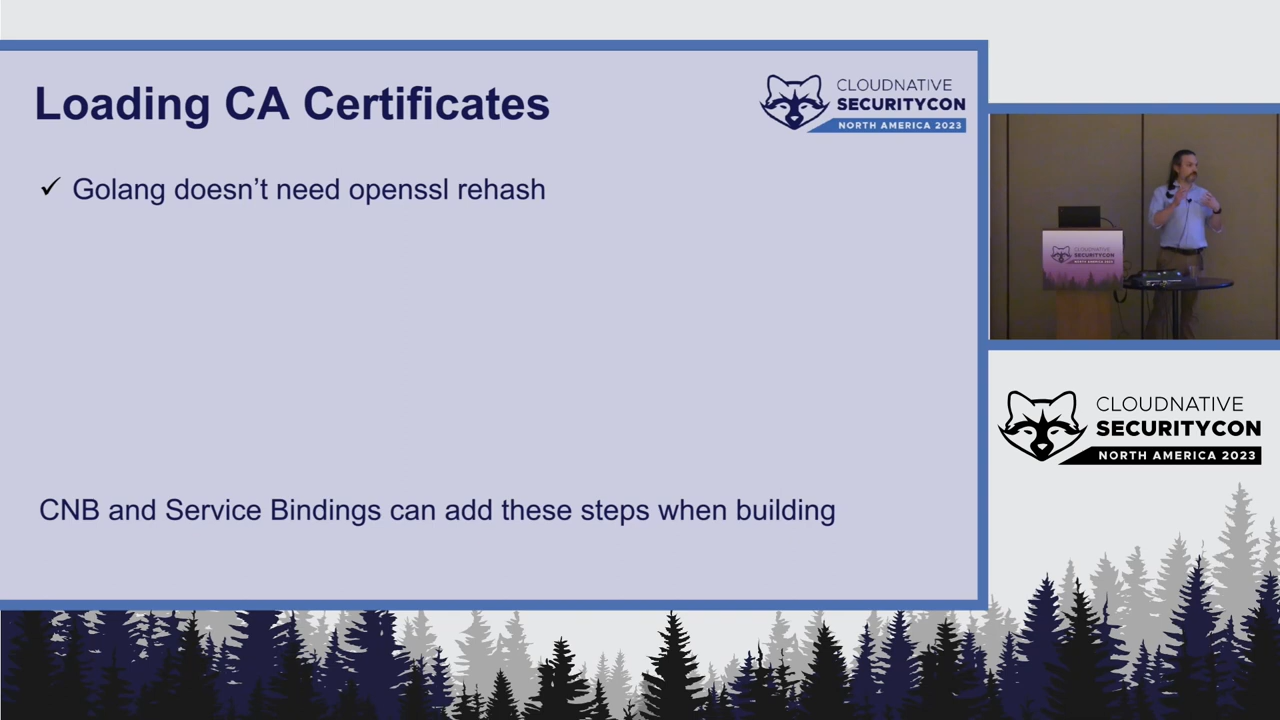 Loading CA Certificates
CLOUDNATIVE
SECURITYCON
NORTH AMERICA 2023
✓ Golang doesn’t need openssl rehash
CNB and Service Bindings can add these steps when building
CLOUDNATIVE
SECURITYCON
NORTH AMERICA 2023